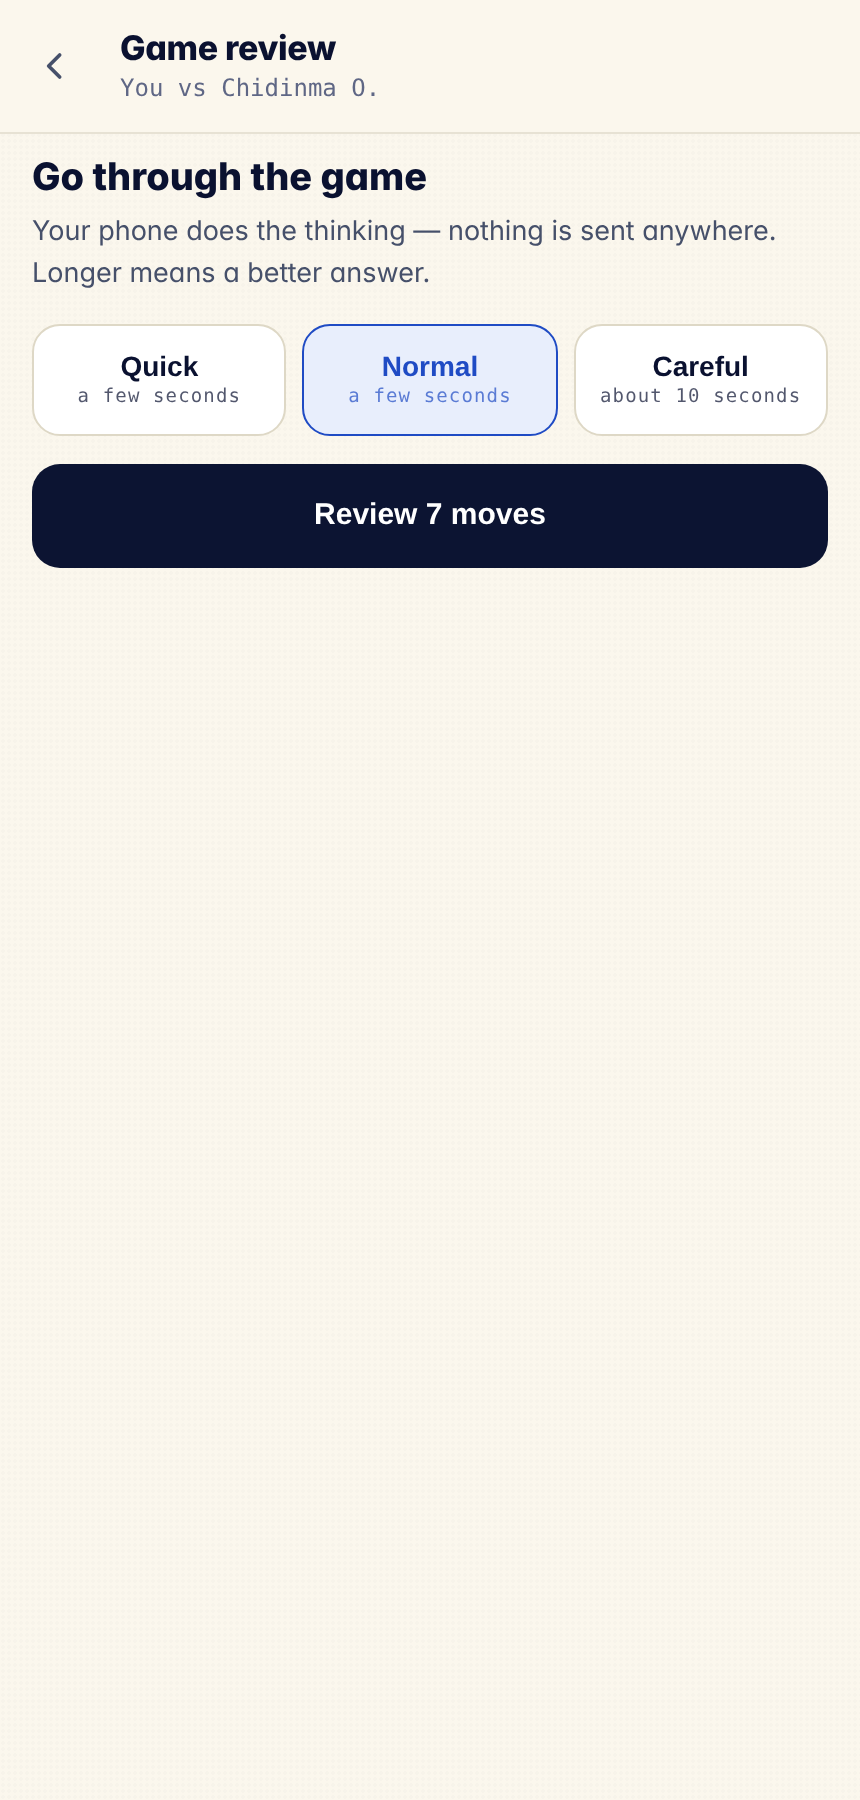 Game review
You vs Chidinma O.
Go through the game
Your phone does the thinking — nothing is sent anywhere.
Longer means a better answer.
Quick
a few seconds
Normal
a few seconds
Careful
about 10 seconds
Review 7 moves